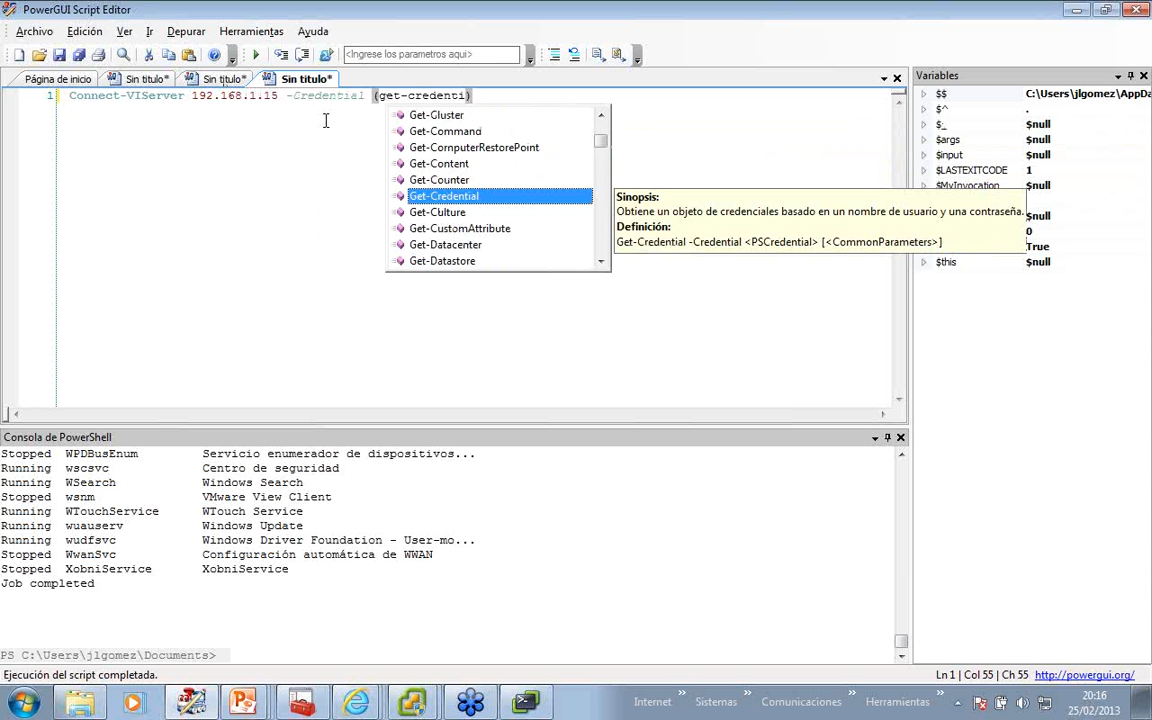 PowerGUI Script Editor
Archivo Edición Ver Ir Depurar Herramientas Ayuda
<Ingrese los parametros aqui>
Página de inicio Sin titulo* Sin titulo* Sin titulo*
1 Connect-VIServer 192.168.1.15 -Credential (get-credenti)
Get-Cluster
Get-Command
Get-ComputerRestorePoint
Get-Content
Get-Counter
Get-Credential
Get-Culture
Get-CustomAttribute
Get-Datacenter
Get-Datastore
Sinopsis:
Obtiene un objeto de credenciales basado en un nombre de usuario y una contraseña.
Definición:
Get-Credential -Credential <PSCredential> [<CommonParameters>]
Variables
$$ C:\Users\jlgomez\AppDa
$^ .
$_ $null
$args $null
$input $null
$LASTEXITCODE 1
$MyInvocation
$null
0
True
$this $null
Consola de PowerShell
Stopped WPDBusEnum Servicio enumerador de dispositivos...
Running wscsvc Centro de seguridad
Running WSearch Windows Search
Stopped wsnm VMware View Client
Running WTouchService WTouch Service
Running wuauserv Windows Update
Running wudfsvc Windows Driver Foundation - User-mo...
Stopped WwanSvc Configuración automática de WWAN
Stopped XobniService XobniService
Job completed
PS C:\Users\jlgomez\Documents>
Ejecución del script completada.
Ln 1 | Col 55 | Ch 55 http://powergui.org/
Internet » Sistemas » Comunicaciones » Herramientas »
20:16
25/02/2013